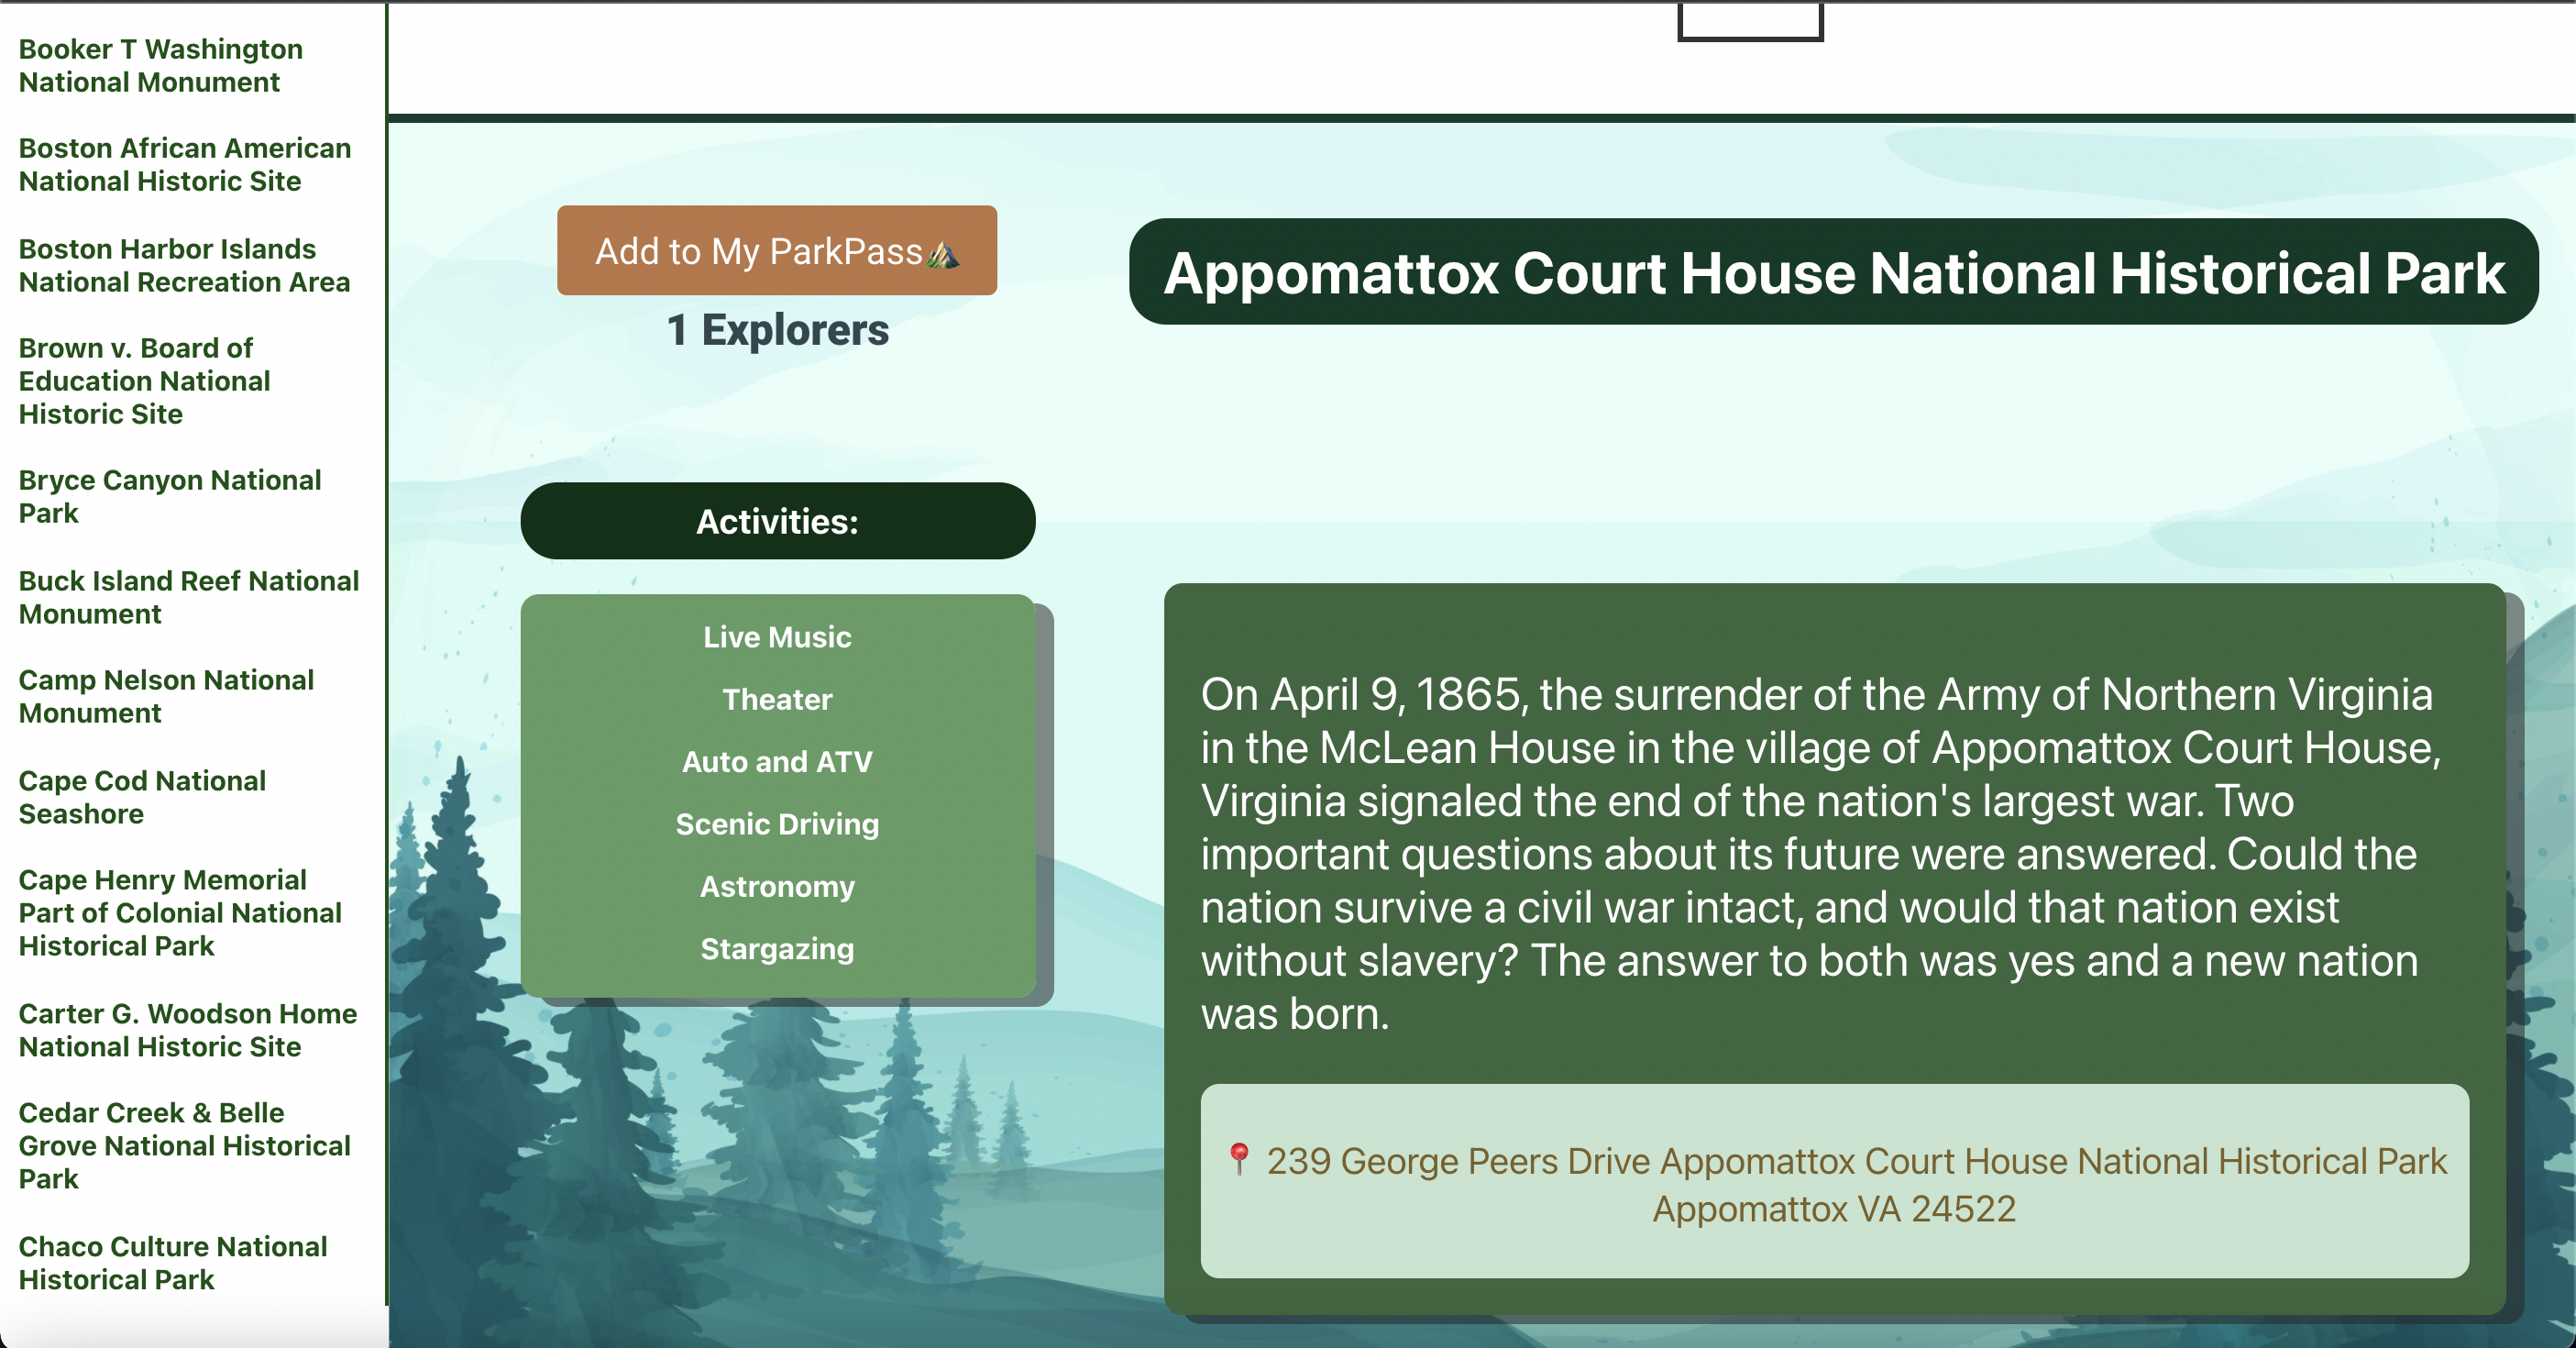 Booker T Washington
National Monument
Boston African American
National Historic Site
Boston Harbor Islands
National Recreation Area
Brown v. Board of
Education National
Historic Site
Bryce Canyon National
Park
Buck Island Reef National
Monument
Camp Nelson National
Monument
Cape Cod National
Seashore
Cape Henry Memorial
Part of Colonial National
Historical Park
Carter G. Woodson Home
National Historic Site
Cedar Creek & Belle
Grove National Historical
Park
Chaco Culture National
Historical Park
Add to My ParkPass🏕️
1 Explorers
Activities:
Live Music
Theater
Auto and ATV
Scenic Driving
Astronomy
Stargazing
Appomattox Court House National Historical Park
On April 9, 1865, the surrender of the Army of Northern Virginia
in the McLean House in the village of Appomattox Court House,
Virginia signaled the end of the nation's largest war. Two
important questions about its future were answered. Could the
nation survive a civil war intact, and would that nation exist
without slavery? The answer to both was yes and a new nation
was born.
📍 239 George Peers Drive Appomattox Court House National Historical Park
Appomattox VA 24522